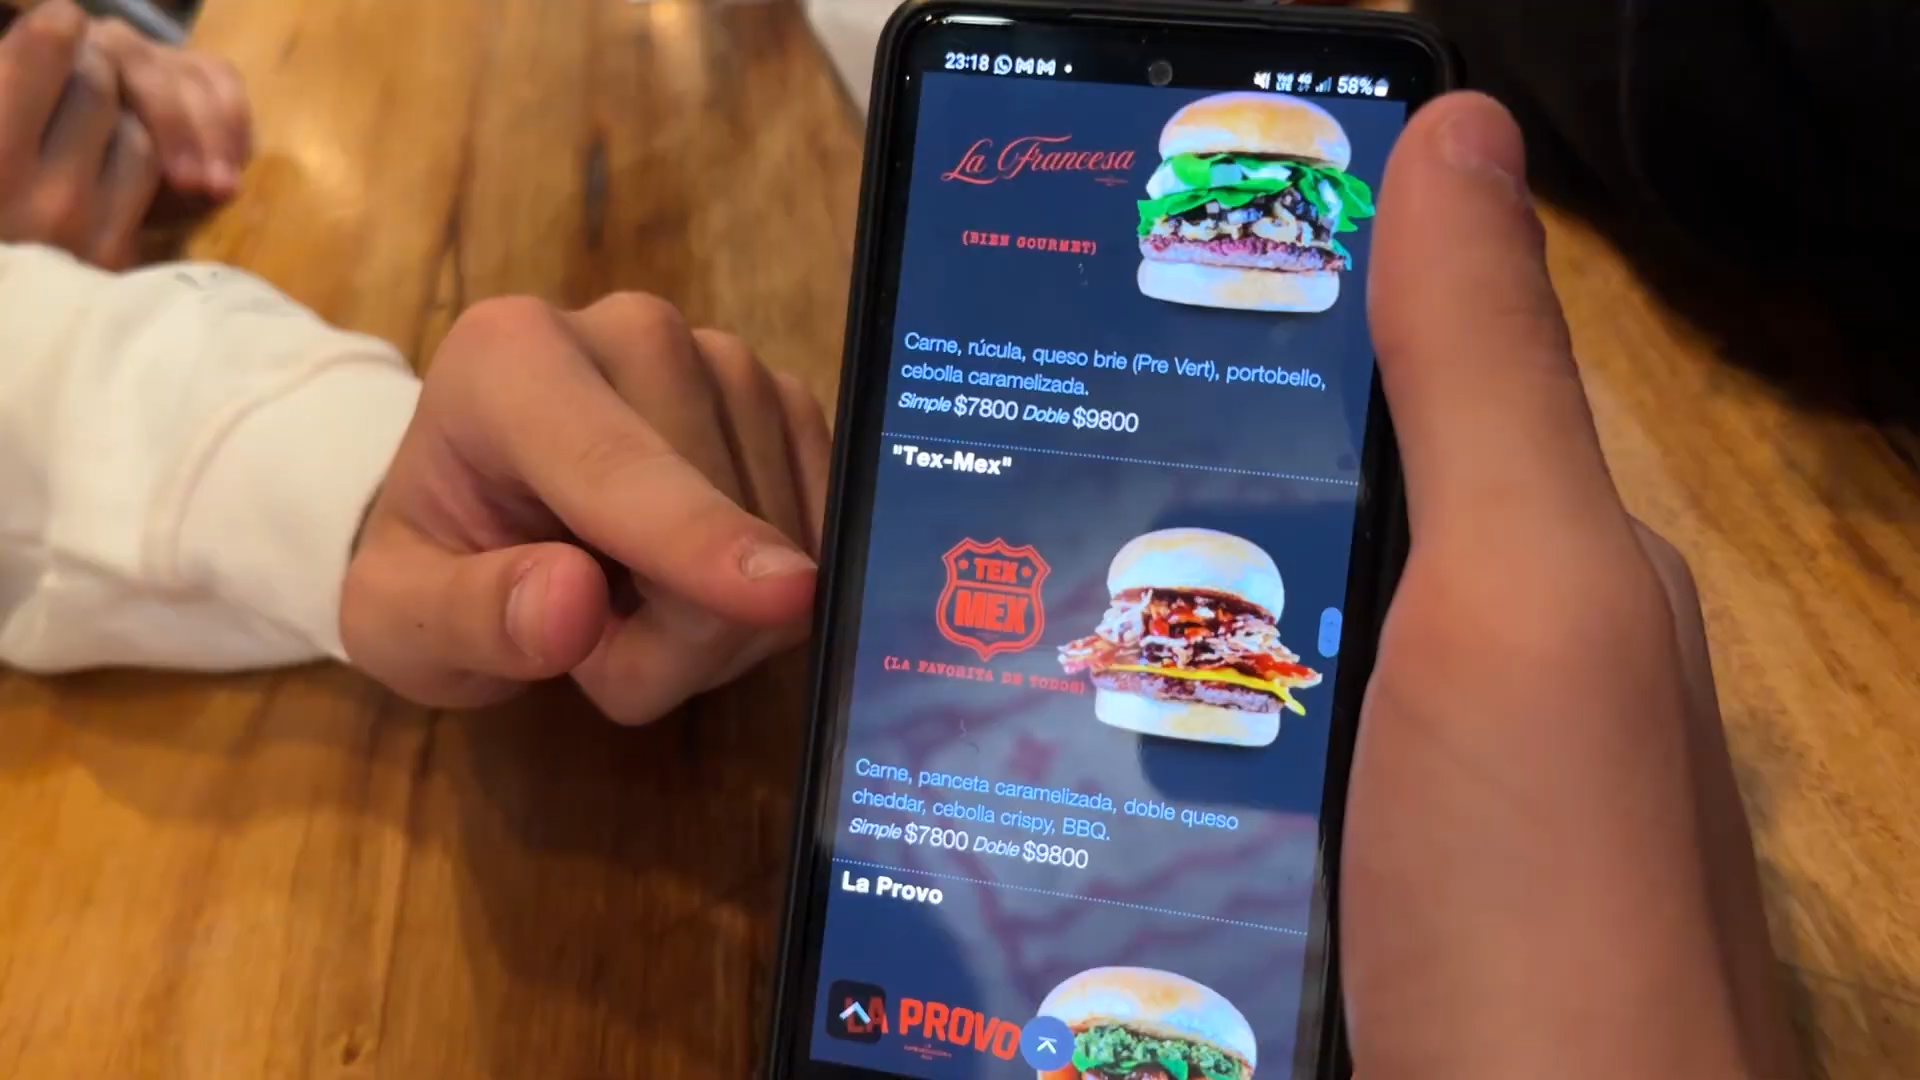 23:18
58%
La Francesa
(BIEN GOURMET)
Carne, rúcula, queso brie (Pre Vert), portobello,
cebolla caramelizada.
Simple $7800 Doble $9800
"Tex-Mex"
TEX
MEX
(LA FAVORITA DE TODOS)
Carne, panceta caramelizada, doble queso
cheddar, cebolla crispy, BBQ.
Simple $7800 Doble $9800
La Provo
LA PROVO